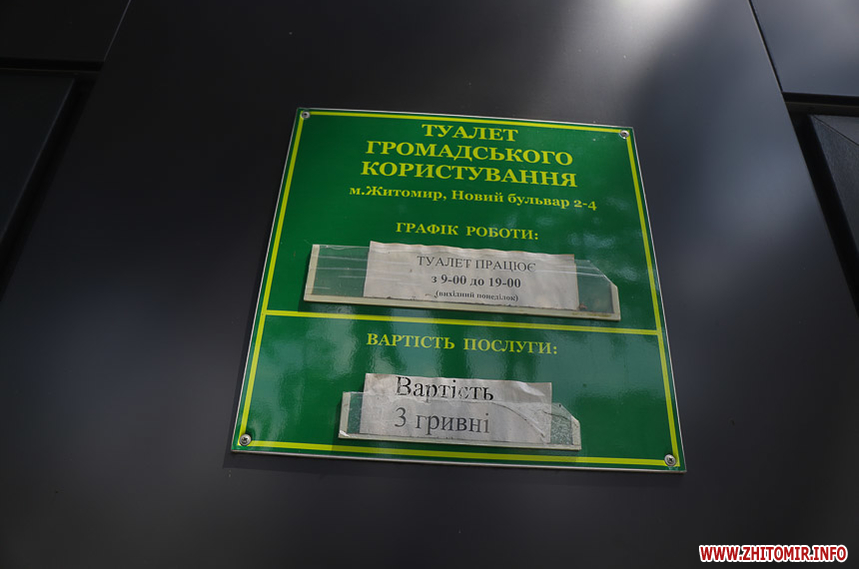 ТУАЛЕТ
ГРОМАДСЬКОГО
КОРИСТУВАННЯ
м.Житомир, Новий бульвар 2-4
ГРАФІК РОБОТИ:
ТУАЛЕТ ПРАЦЮЄ
з 9-00 до 19-00
(вихідний понеділок)
ВАРТІСТЬ ПОСЛУГИ:
Вартість
3 гривні
WWW.ZHITOMIR.INFO